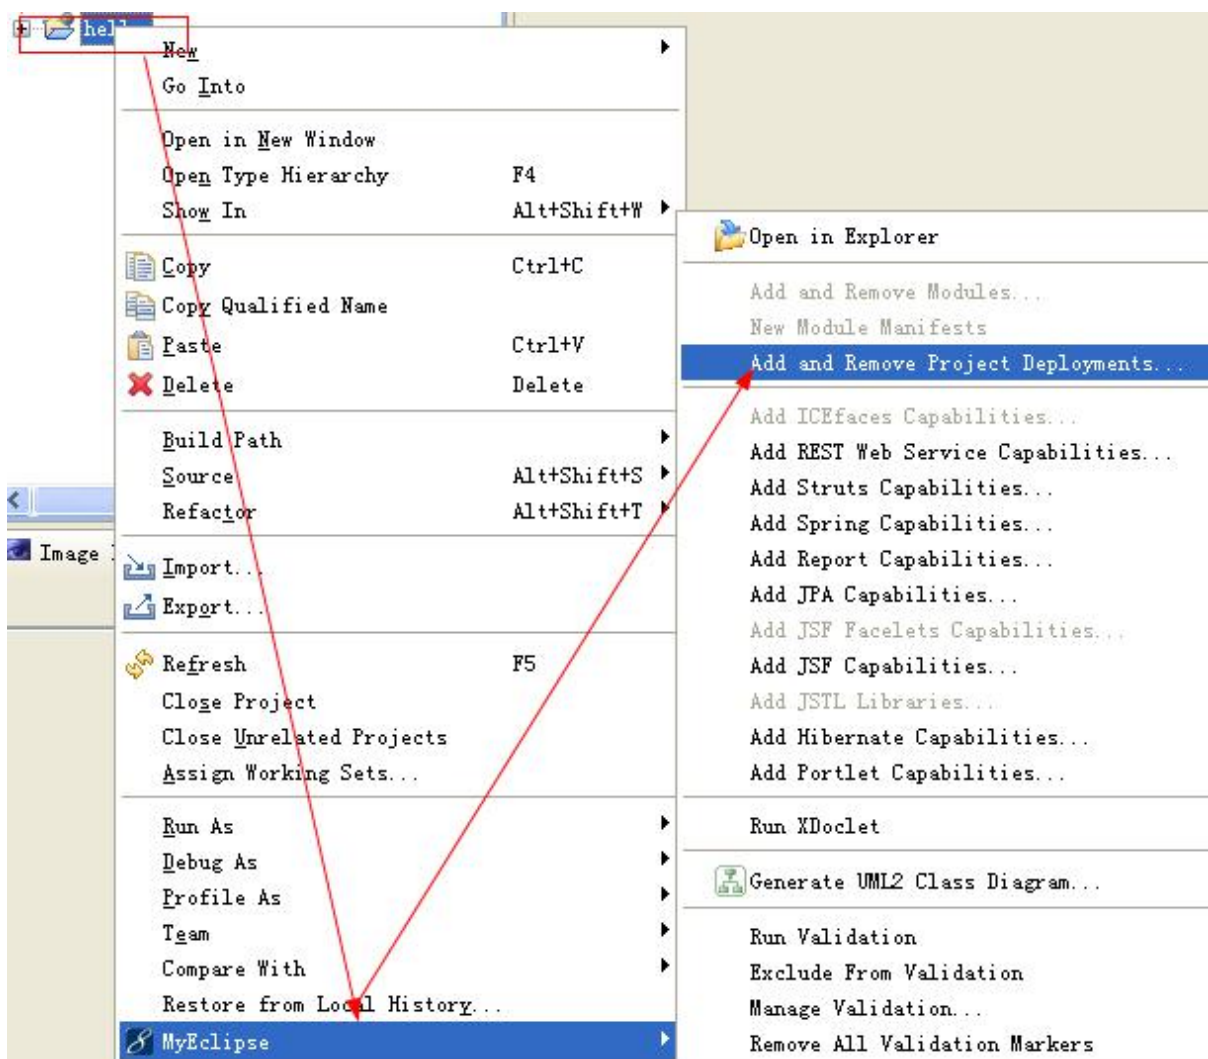 New
Go Into
Open in New Window
Open Type Hierarchy F4
Show In Alt+Shift+W
Copy Ctrl+C
Copy Qualified Name
Paste Ctrl+V
Delete Delete
Build Path
Source Alt+Shift+S
Refactor Alt+Shift+T
Image
Import...
Export...
Refresh F5
Close Project
Close Unrelated Projects
Assign Working Sets...
Run As
Debug As
Profile As
Team
Compare With
Restore from Local History...
MyEclipse
Open in Explorer
Add and Remove Modules...
New Module Manifests
Add and Remove Project Deployments...
Add ICEfaces Capabilities...
Add REST Web Service Capabilities...
Add Struts Capabilities...
Add Spring Capabilities...
Add Report Capabilities...
Add JPA Capabilities...
Add JSF Facelets Capabilities...
Add JSF Capabilities...
Add JSTL Libraries...
Add Hibernate Capabilities...
Add Portlet Capabilities...
Run XDoclet
Generate UML2 Class Diagram...
Run Validation
Exclude From Validation
Manage Validation...
Remove All Validation Markers